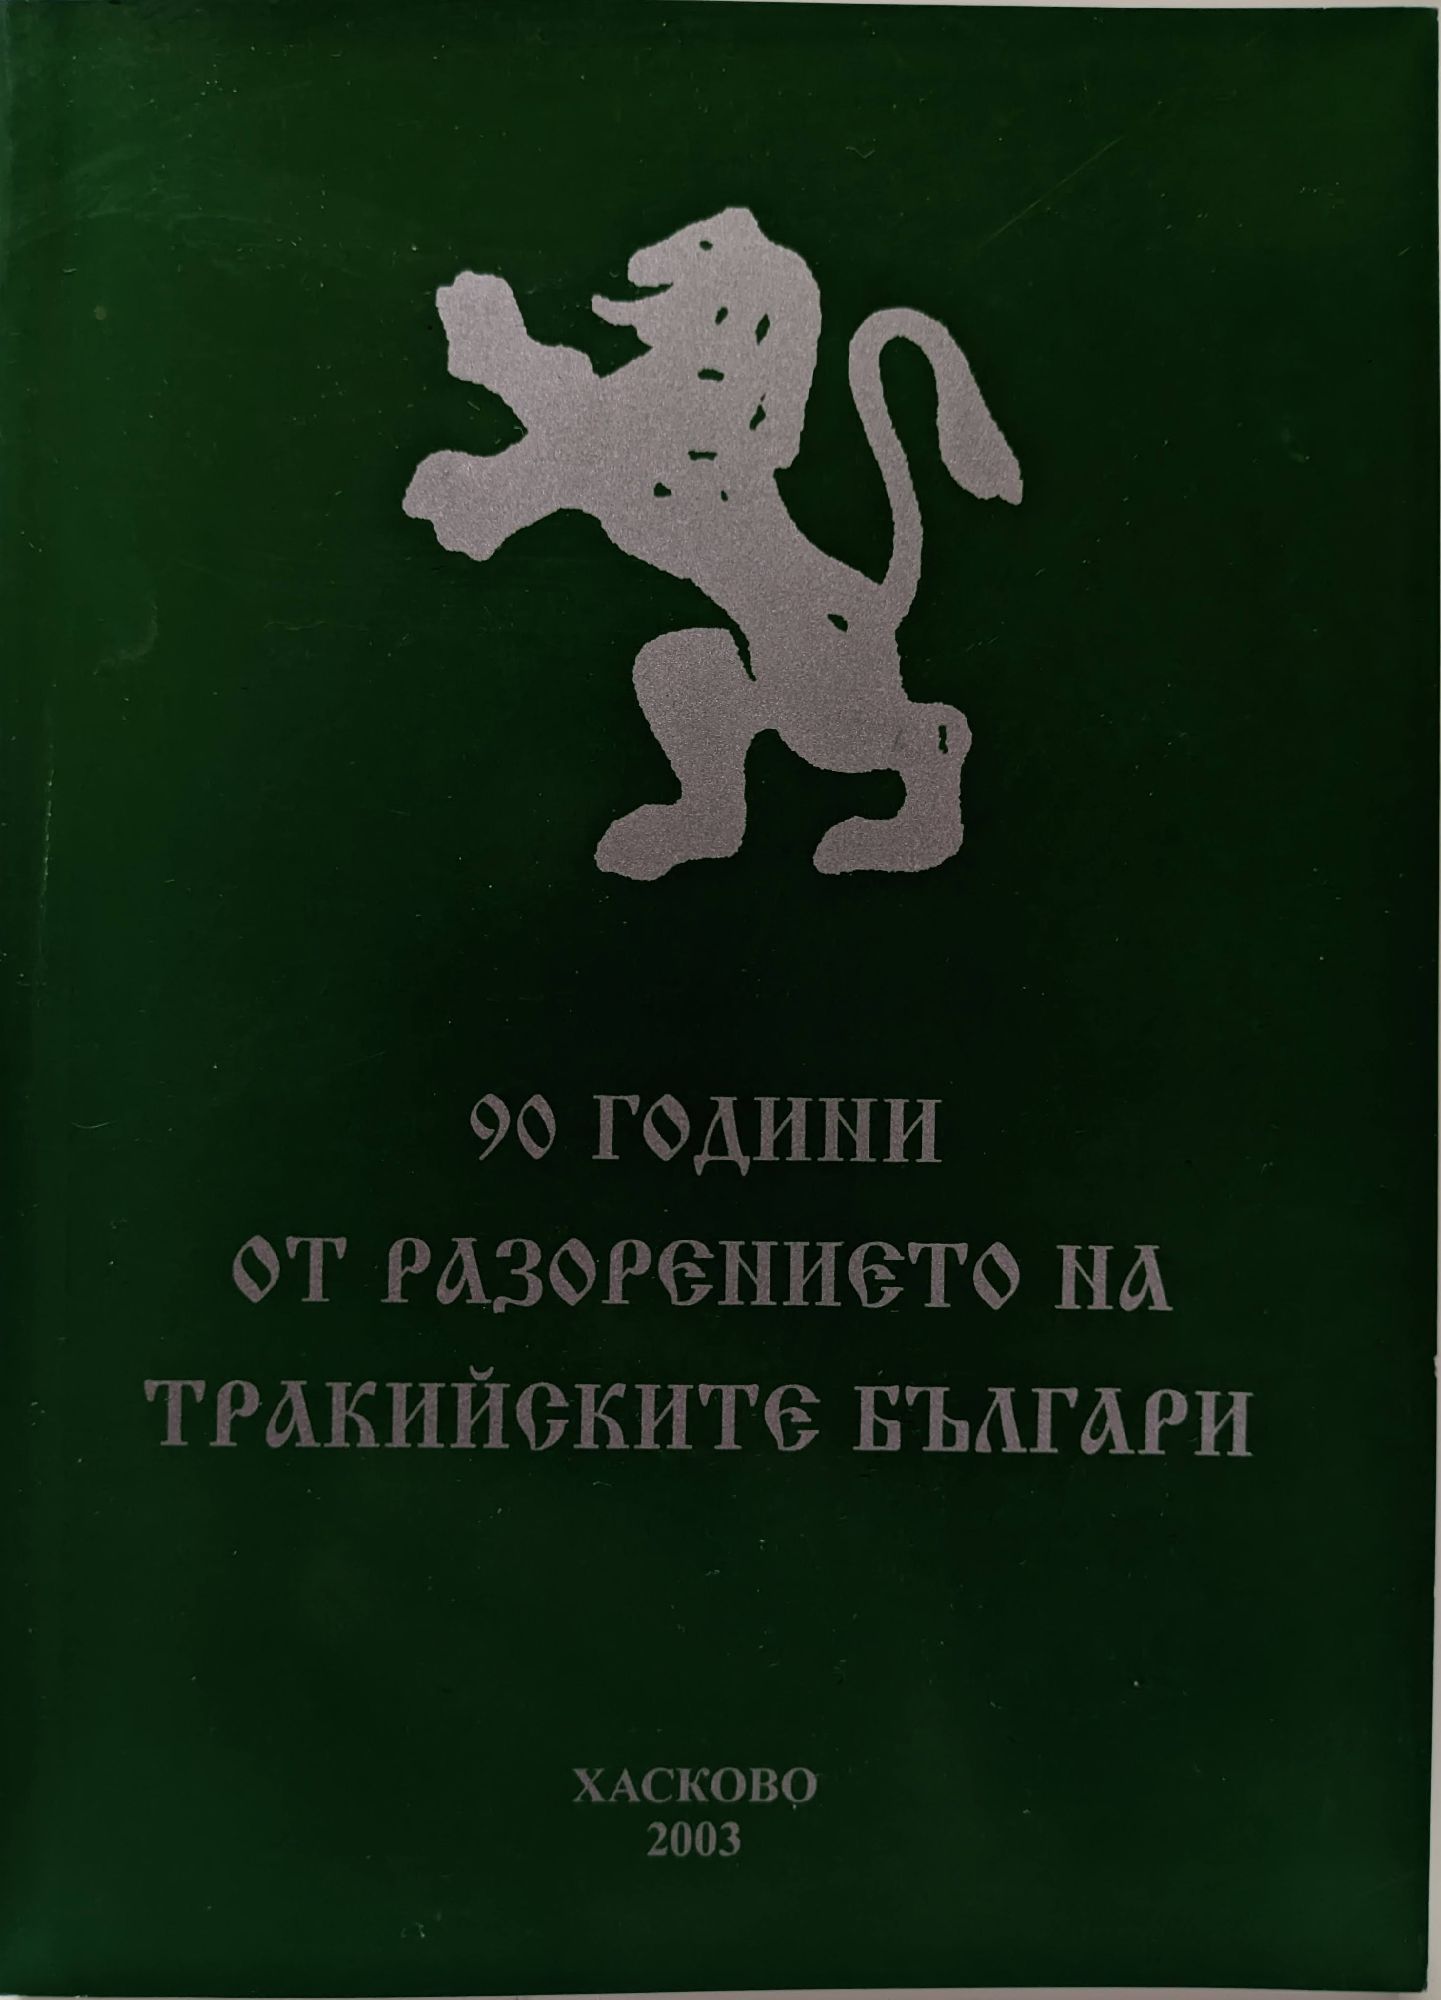 90 ГОДИНИ
ОТ РАЗОРЕНИЕТО НА
ТРАКИЙСКИТЕ БЪЛГАРИ
ХАСКОВО
2003